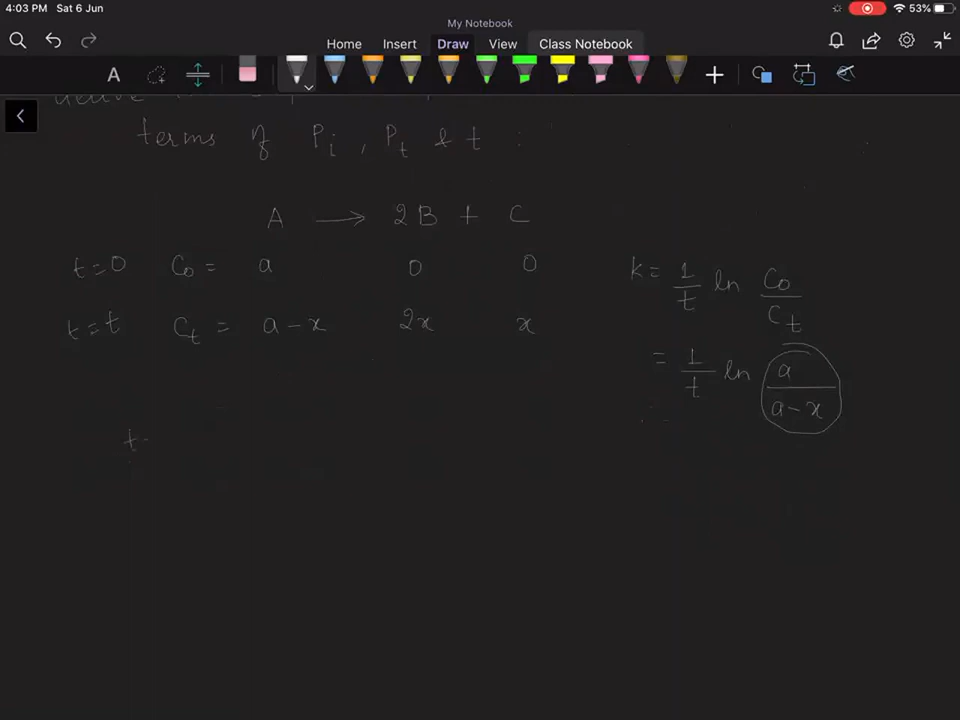 4:03 PM Sat 6 Jun
53%
My Notebook
Home Insert Draw View Class Notebook
A
terms of Pi, Pt & t :
A → 2B + C
t=0 C₀ = a 0 0
t=t Cₜ = a-x 2x x
k = 1/t ln C₀/Cₜ
= 1/t ln a/a-x
t